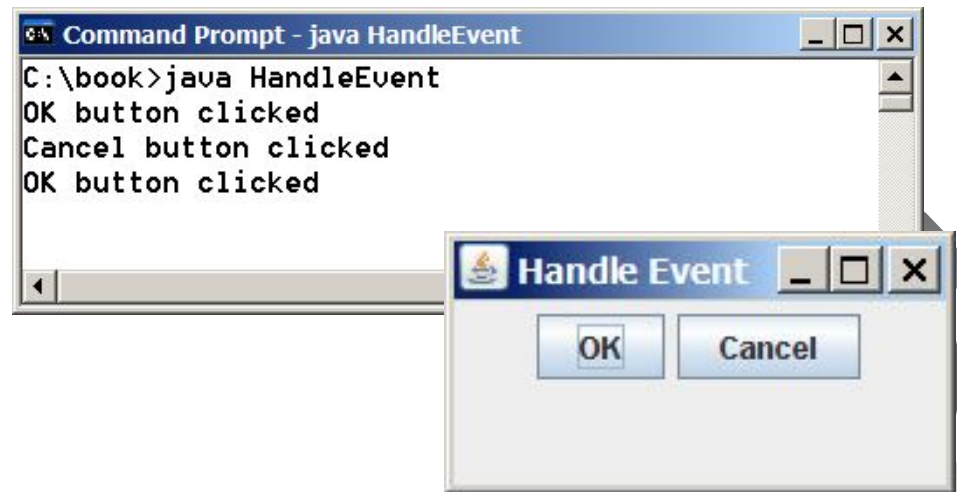 Command Prompt - java HandleEvent
C:\book>java HandleEvent
OK button clicked
Cancel button clicked
OK button clicked
Handle Event
OK Cancel